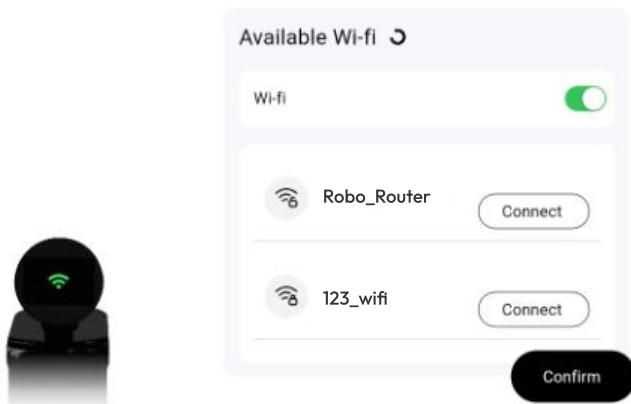 Available Wi-fi
Wi-fi
Robo_Router
Connect
123_wifi
Connect
Confirm